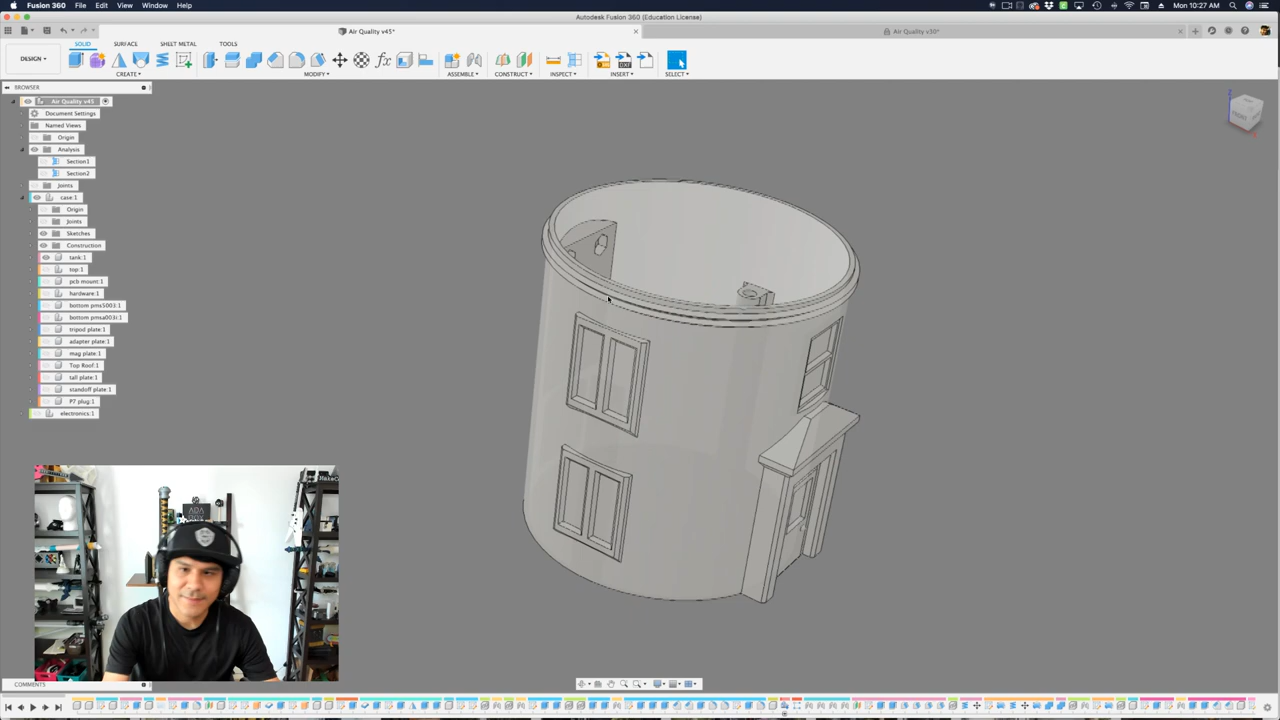 Fusion 360 File Edit View Window Help
Mon 10:27 AM
Autodesk Fusion 360 (Education License)
Air Quality v45*
Air Quality v30*
SOLID SURFACE SHEET METAL TOOLS
DESIGN
CREATE MODIFY ASSEMBLE CONSTRUCT INSPECT INSERT SELECT
BROWSER
Air Quality v45
Document Settings
Named Views
Origin
Analysis
Section1
Section2
Joints
case:1
Origin
Joints
Sketches
Construction
tank:1
top:1
pcb mount:1
hardware:1
bottom pms5003:1
bottom pmsa003i:1
tripod plate:1
adapter plate:1
mag plate:1
Top Roof:1
tall plate:1
standoff plate:1
P7 plug:1
electronics:1
ADA
BOX
COMMENTS